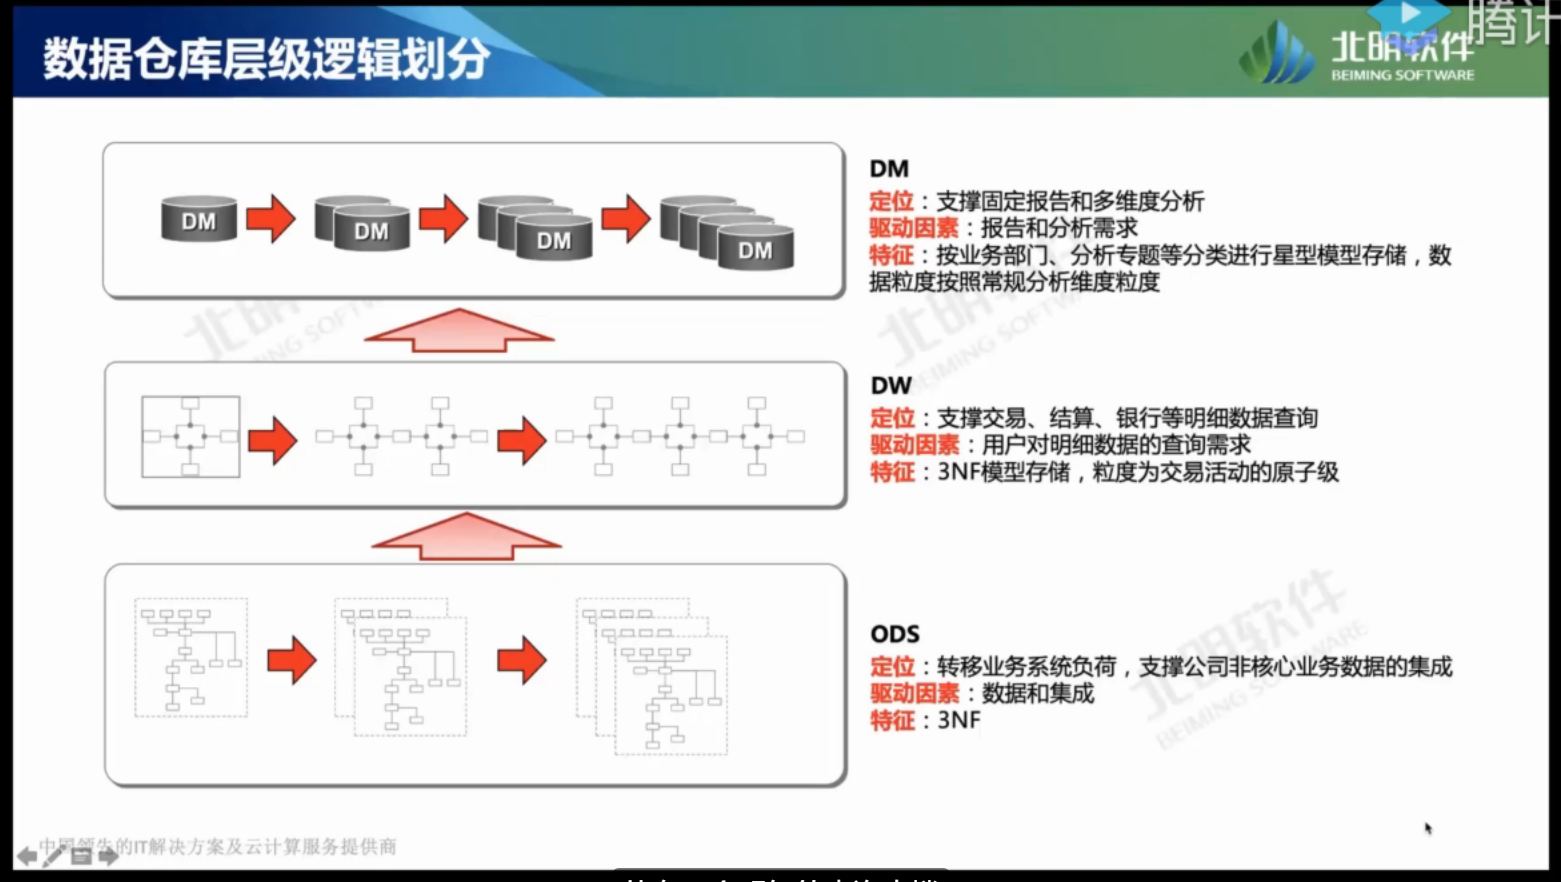 数据仓库层级逻辑划分
北明软件
BEIMING SOFTWARE
腾讯
DM
DM
DM
DM
DM
定位：支撑固定报告和多维度分析
驱动因素：报告和分析需求
特征：按业务部门、分析专题等分类进行星型模型存储，数
据粒度按照常规分析维度粒度
DW
定位：支撑交易、结算、银行等明细数据查询
驱动因素：用户对明细数据的查询需求
特征：3NF模型存储，粒度为交易活动的原子级
ODS
定位：转移业务系统负荷，支撑公司非核心业务数据的集成
驱动因素：数据和集成
特征：3NF
北明软件
BEIMING SOFTWARE
中国领先的IT解决方案及云计算服务提供商